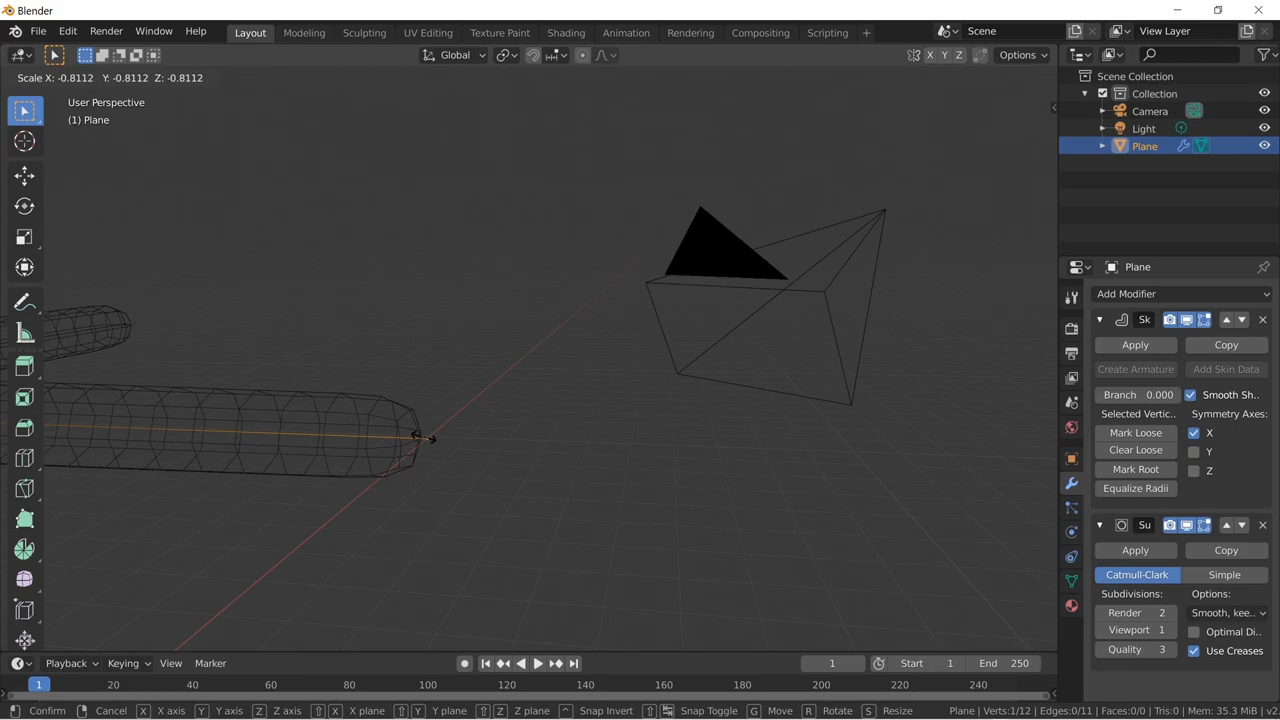 Blender
File Edit Render Window Help
Layout Modeling Sculpting UV Editing Texture Paint Shading Animation Rendering Compositing Scripting +
Scene
View Layer
Global
X Y Z
Options
Scale X: -0.8112 Y: -0.8112 Z: -0.8112
User Perspective
(1) Plane
Scene Collection
Collection
Camera
Light
Plane
Plane
Add Modifier
Sk
Apply Copy
Create Armature Add Skin Data
Branch 0.000 Smooth Sh..
Selected Vertic.. Symmetry Axes:
Mark Loose X
Clear Loose Y
Mark Root Z
Equalize Radii
Su
Apply Copy
Catmull-Clark Simple
Subdivisions: Options:
Render 2 Smooth, kee..
Viewport 1 Optimal Di..
Quality 3 Use Creases
Playback Keying View Marker
1 Start 1 End 250
1 20 40 60 80 100 120 140 160 180 200 220 240
Confirm Cancel X X axis Y Y axis Z Z axis X X plane Y Y plane Z Z plane ^ Snap Invert Snap Toggle G Move R Rotate S Resize Plane | Verts:1/12 | Edges:0/11 | Faces:0/0 | Tris:0 | Mem: 35.3 MiB | v2.